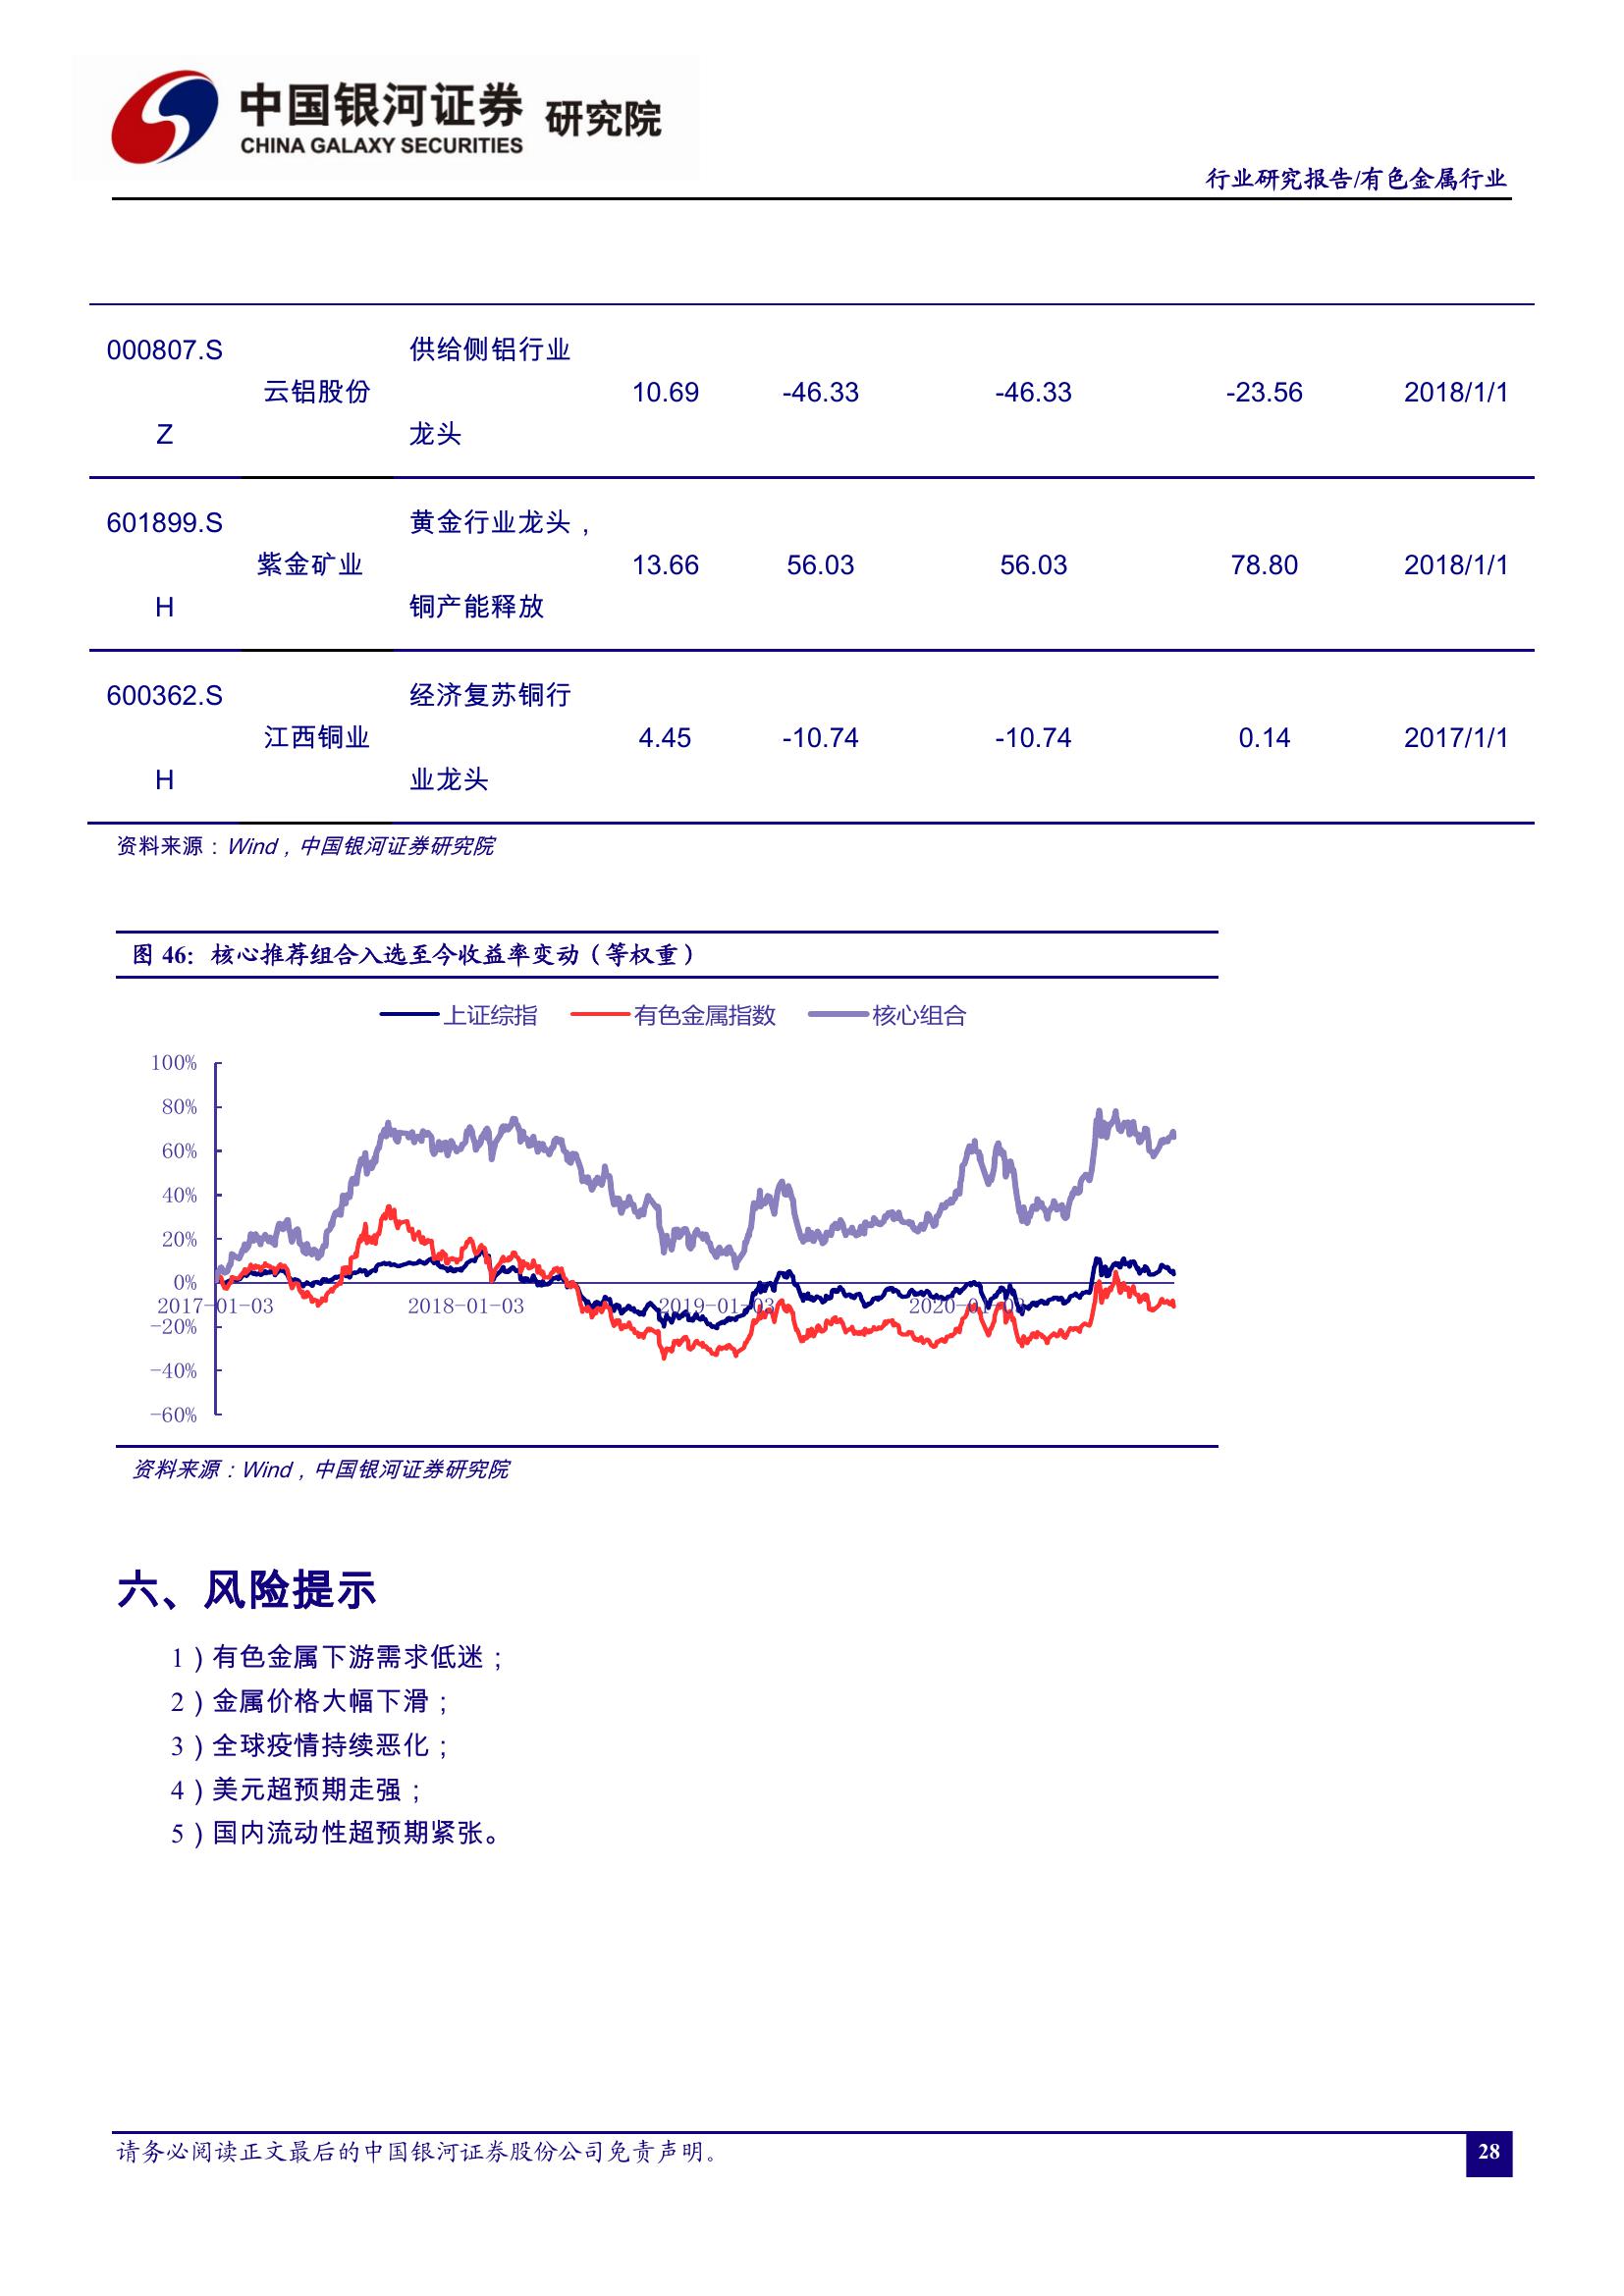 中国银河证券 研究院
CHINA GALAXY SECURITIES
行业研究报告/有色金属行业
000807.S 供给侧铝行业
云铝股份 10.69 -46.33 -46.33 -23.56 2018/1/1
Z 龙头
601899.S 黄金行业龙头，
紫金矿业 13.66 56.03 56.03 78.80 2018/1/1
H 铜产能释放
600362.S 经济复苏铜行
江西铜业 4.45 -10.74 -10.74 0.14 2017/1/1
H 业龙头
资料来源：Wind，中国银河证券研究院
图 46：核心推荐组合入选至今收益率变动（等权重）
上证综指 有色金属指数 核心组合
100%
80%
60%
40%
20%
0%
2017-01-03 2018-01-03 2019-01-03 2020-01-03
-20%
-40%
-60%
资料来源：Wind，中国银河证券研究院
六、风险提示
1）有色金属下游需求低迷；
2）金属价格大幅下滑；
3）全球疫情持续恶化；
4）美元超预期走强；
5）国内流动性超预期紧张。
请务必阅读正文最后的中国银河证券股份公司免责声明。
28